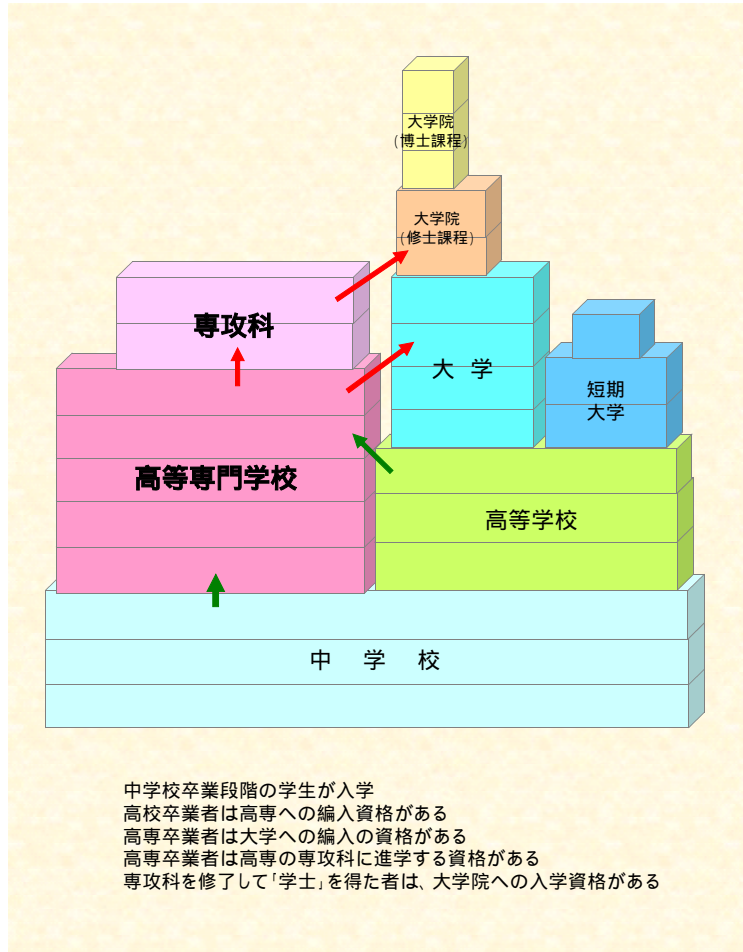 大学院
(博士課程)
大学院
(修士課程)
専攻科
大 学
短期
大学
高等専門学校
高等学校
中 学 校
中学校卒業段階の学生が入学
高校卒業者は高専への編入資格がある
高専卒業者は大学への編入の資格がある
高専卒業者は高専の専攻科に進学する資格がある
専攻科を修了して「学士」を得た者は、大学院への入学資格がある